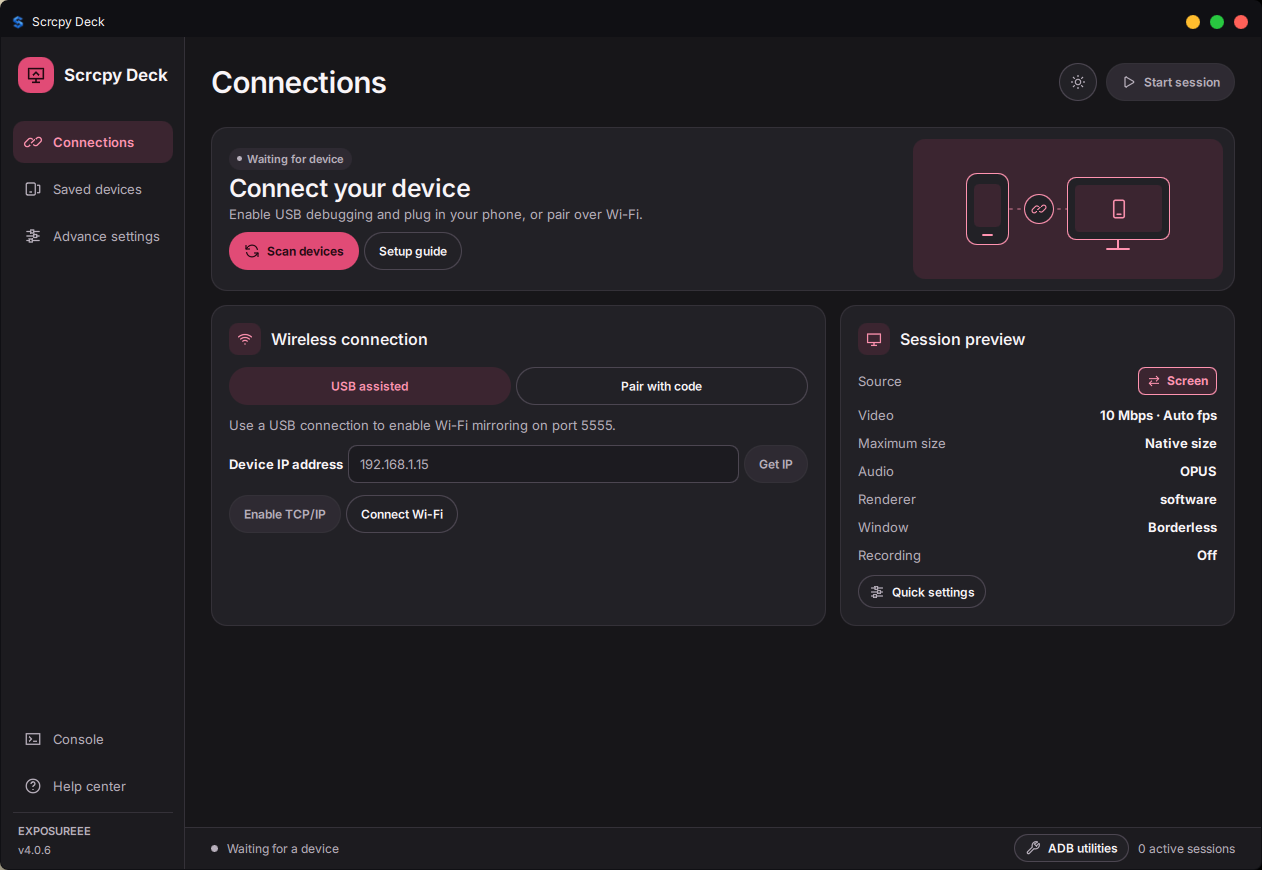 Scrcpy Deck
Scrcpy Deck
Connections
Saved devices
Advance settings
Console
Help center
EXPOSUREEE
v4.0.6
Connections
Start session
Waiting for device
Connect your device
Enable USB debugging and plug in your phone, or pair over Wi-Fi.
Scan devices
Setup guide
Wireless connection
USB assisted
Pair with code
Use a USB connection to enable Wi-Fi mirroring on port 5555.
Device IP address
192.168.1.15
Get IP
Enable TCP/IP
Connect Wi-Fi
Session preview
Source
Screen
Video
10 Mbps · Auto fps
Maximum size
Native size
Audio
OPUS
Renderer
software
Window
Borderless
Recording
Off
Quick settings
Waiting for a device
ADB utilities
0 active sessions